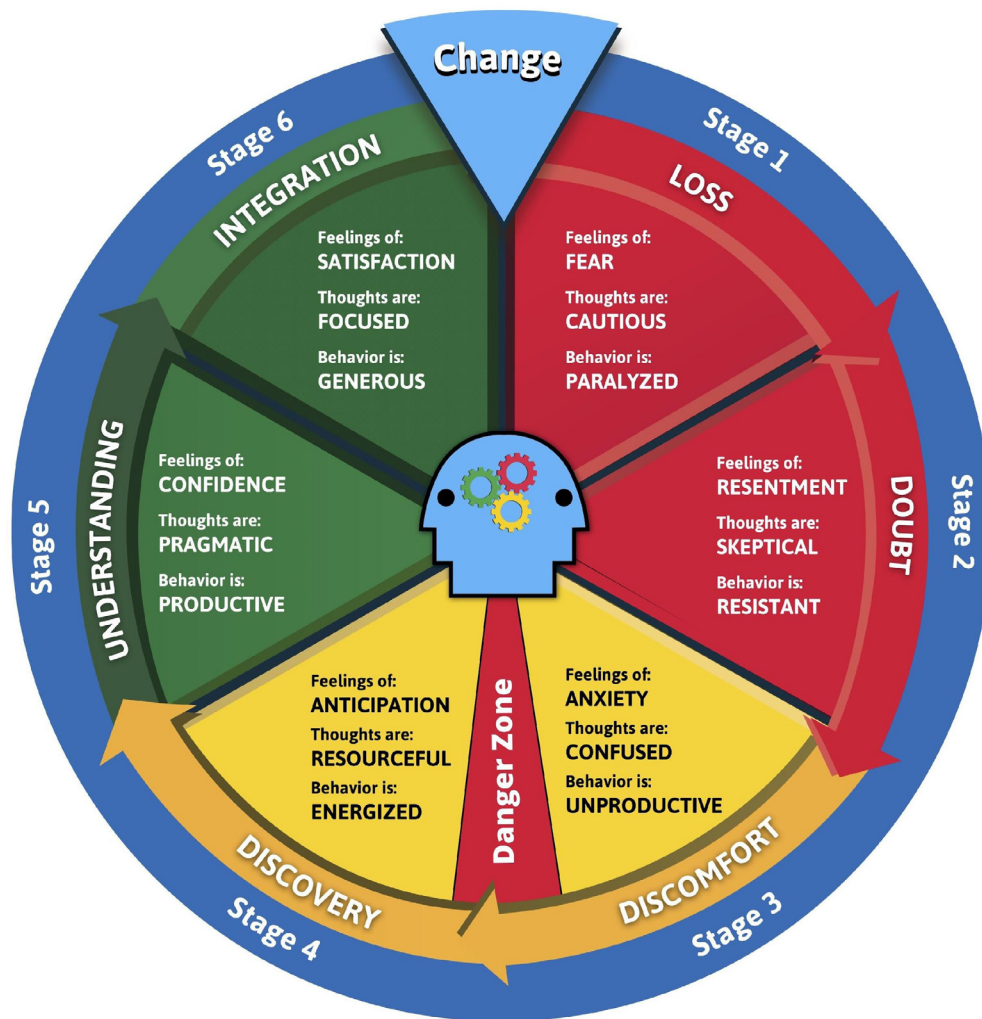 Change
Stage 1
LOSS
Feelings of:
FEAR
Thoughts are:
CAUTIOUS
Behavior is:
PARALYZED
Stage 2
DOUBT
Feelings of:
RESENTMENT
Thoughts are:
SKEPTICAL
Behavior is:
RESISTANT
Stage 3
DISCOMFORT
Feelings of:
ANXIETY
Thoughts are:
CONFUSED
Behavior is:
UNPRODUCTIVE
Danger Zone
Stage 4
DISCOVERY
Feelings of:
ANTICIPATION
Thoughts are:
RESOURCEFUL
Behavior is:
ENERGIZED
Stage 5
UNDERSTANDING
Feelings of:
CONFIDENCE
Thoughts are:
PRAGMATIC
Behavior is:
PRODUCTIVE
Stage 6
INTEGRATION
Feelings of:
SATISFACTION
Thoughts are:
FOCUSED
Behavior is:
GENEROUS